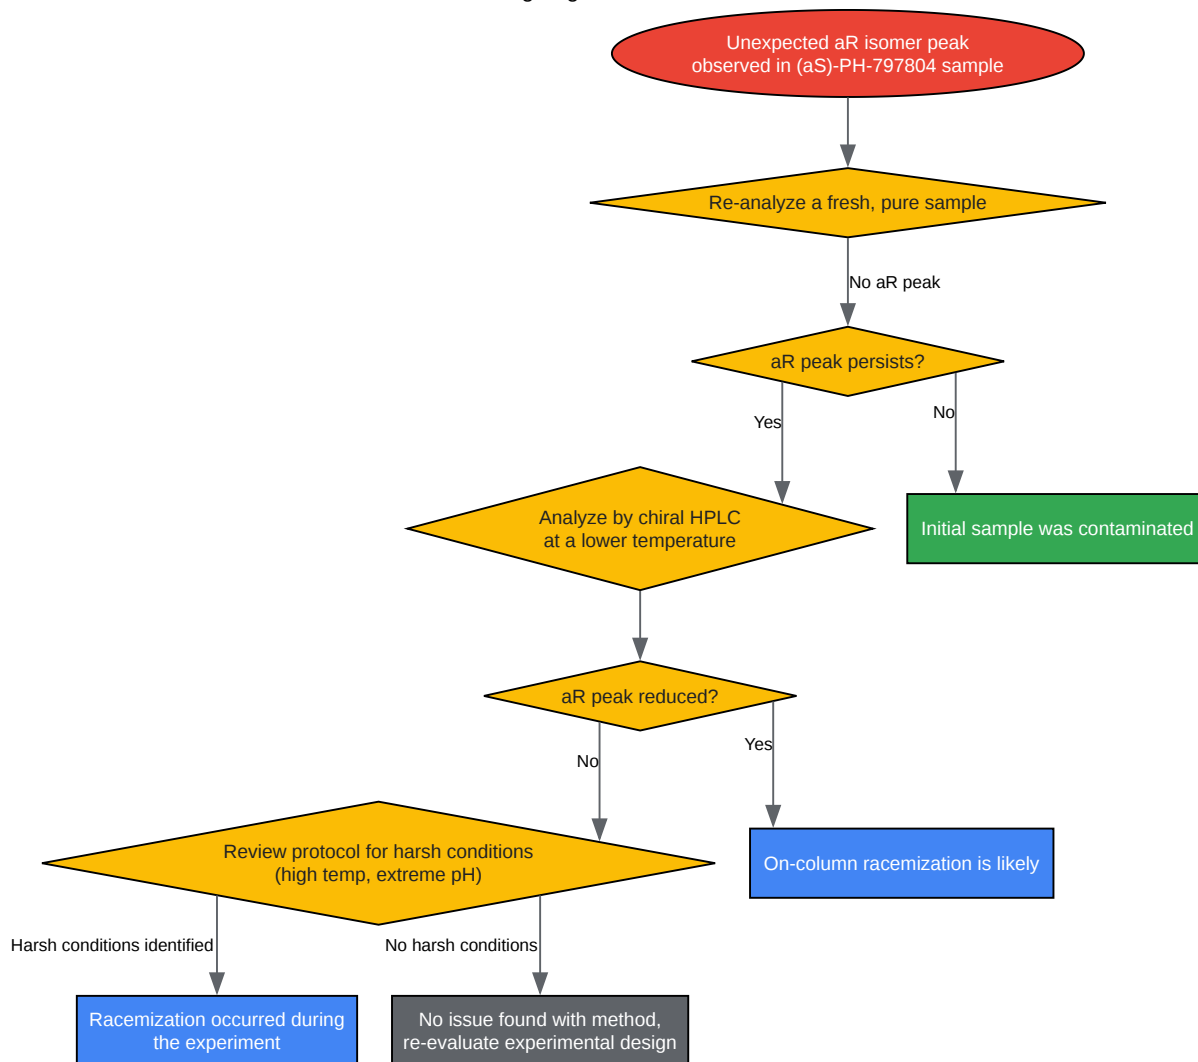 Unexpected aR isomer peak
observed in (aS)-PH-797804 sample
Re-analyze a fresh, pure sample
No aR peak
aR peak persists?
Yes
No
Analyze by chiral HPLC
at a lower temperature
Initial sample was contaminated
aR peak reduced?
No
Yes
Review protocol for harsh conditions
(high temp, extreme pH)
On-column racemization is likely
Harsh conditions identified
No harsh conditions
Racemization occurred during
the experiment
No issue found with method,
re-evaluate experimental design